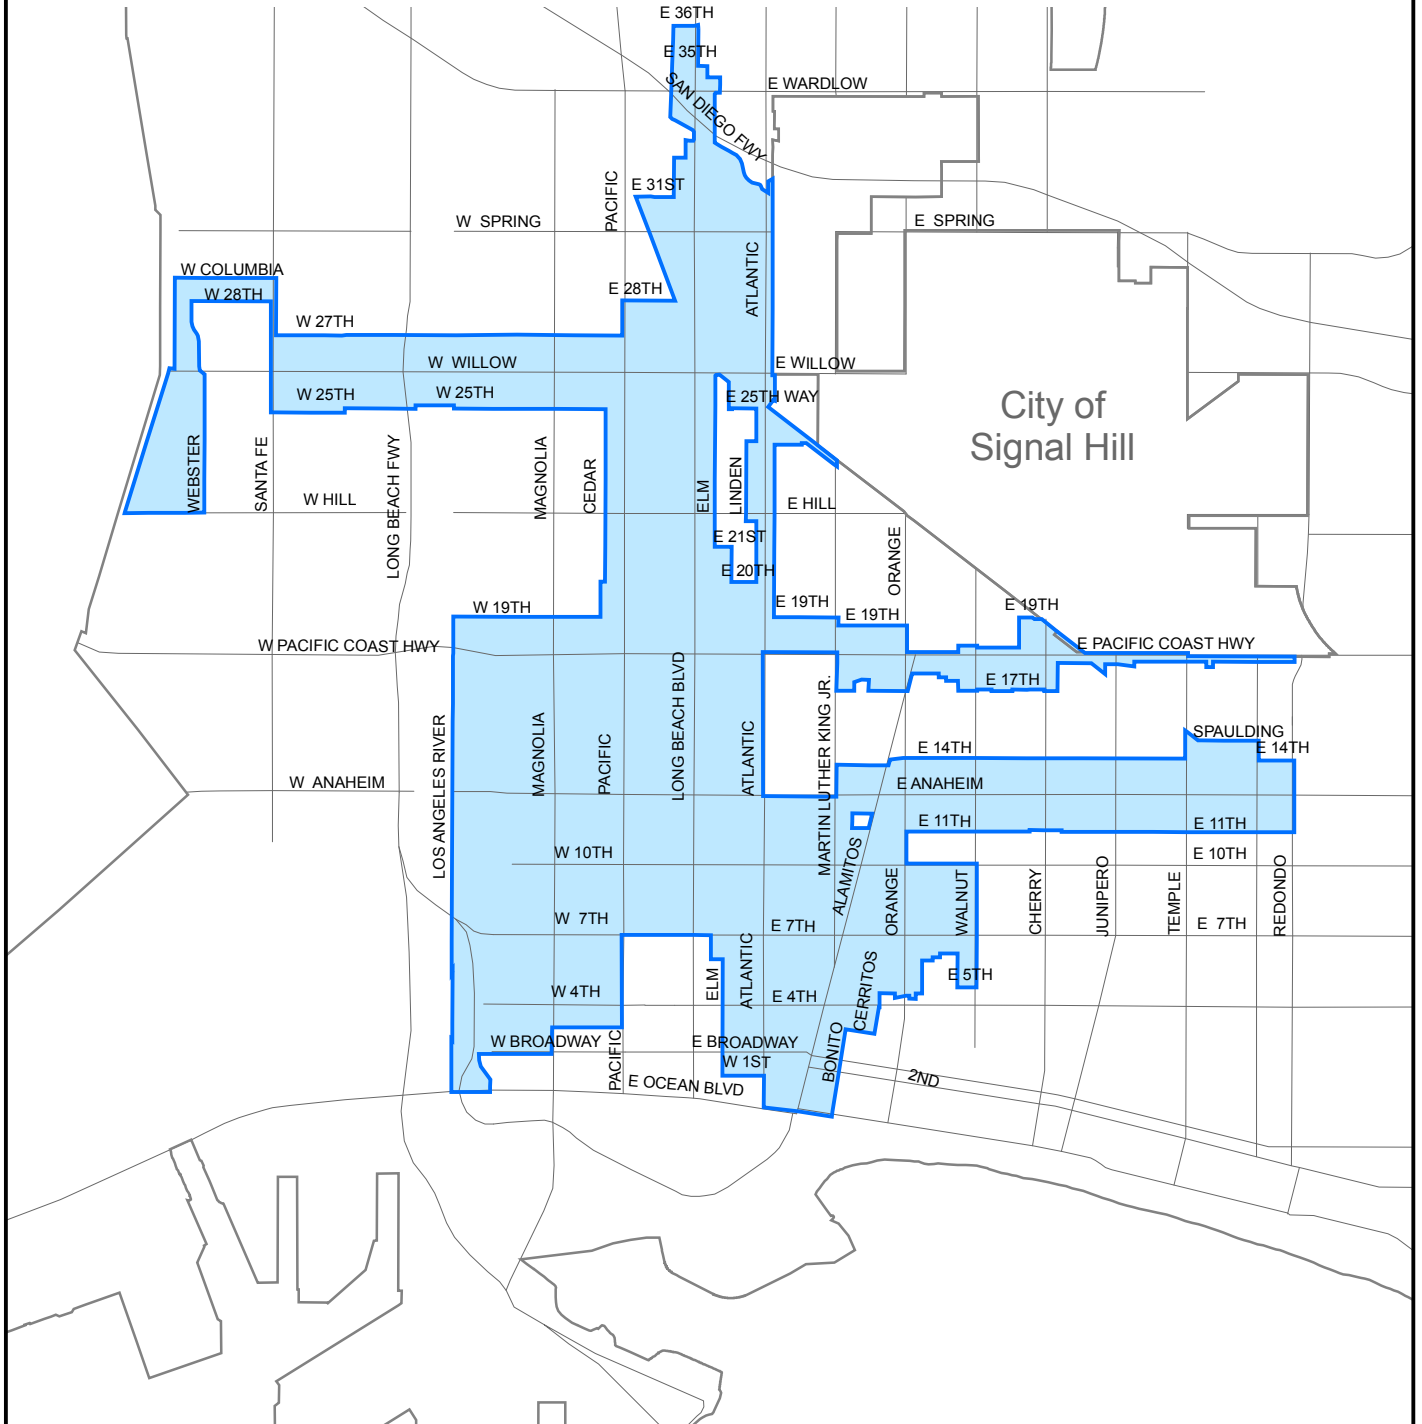 E 36TH
E 35TH
SAN DIEGO FWY
E WARDLOW
E 31ST
PACIFIC
W  SPRING
E  SPRING
ATLANTIC
W COLUMBIA
W 28TH
E 28TH
W 27TH
W  WILLOW
E WILLOW
W 25TH
W 25TH
E 25TH WAY
City of
Signal Hill
WEBSTER
SANTA FE
LONG BEACH FWY
MAGNOLIA
CEDAR
ELM
LINDEN
W HILL
E HILL
E 21ST
E 20TH
ORANGE
W 19TH
E 19TH
E 19TH
E 19TH
W PACIFIC COAST HWY
E PACIFIC COAST HWY
E 17TH
LOS ANGELES RIVER
MAGNOLIA
PACIFIC
LONG BEACH BLVD
ATLANTIC
MARTIN LUTHER KING JR.
SPAULDING
E 14TH
E 14TH
W  ANAHEIM
E ANAHEIM
E 11TH
E 11TH
W 10TH
E 10TH
ALAMITOS
ORANGE
WALNUT
CHERRY
JUNIPERO
TEMPLE
REDONDO
W  7TH
E 7TH
E  7TH
ELM
ATLANTIC
CERRITOS
E 5TH
W 4TH
E 4TH
W BROADWAY
E BROADWAY
PACIFIC
W 1ST
BONITO
E OCEAN BLVD
2ND